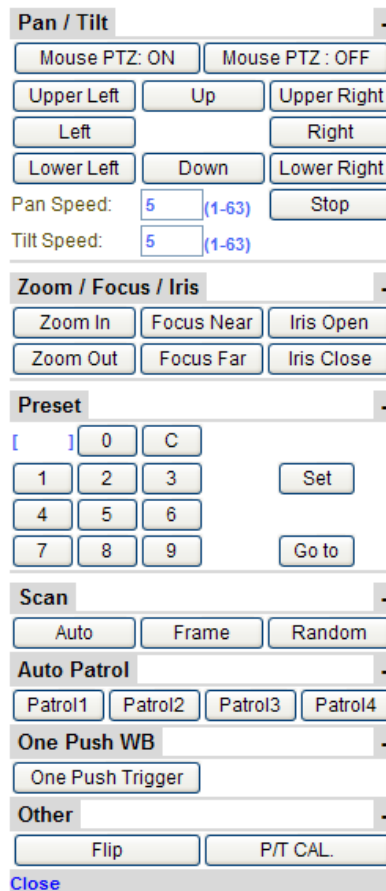 Pan / Tilt -
Mouse PTZ: ON Mouse PTZ : OFF
Upper Left Up Upper Right
Left Right
Lower Left Down Lower Right
Pan Speed: 5 (1-63) Stop
Tilt Speed: 5 (1-63)
Zoom / Focus / Iris -
Zoom In Focus Near Iris Open
Zoom Out Focus Far Iris Close
Preset -
[ ] 0 C
1 2 3 Set
4 5 6
7 8 9 Go to
Scan -
Auto Frame Random
Auto Patrol -
Patrol1 Patrol2 Patrol3 Patrol4
One Push WB -
One Push Trigger
Other -
Flip P/T CAL.
Close